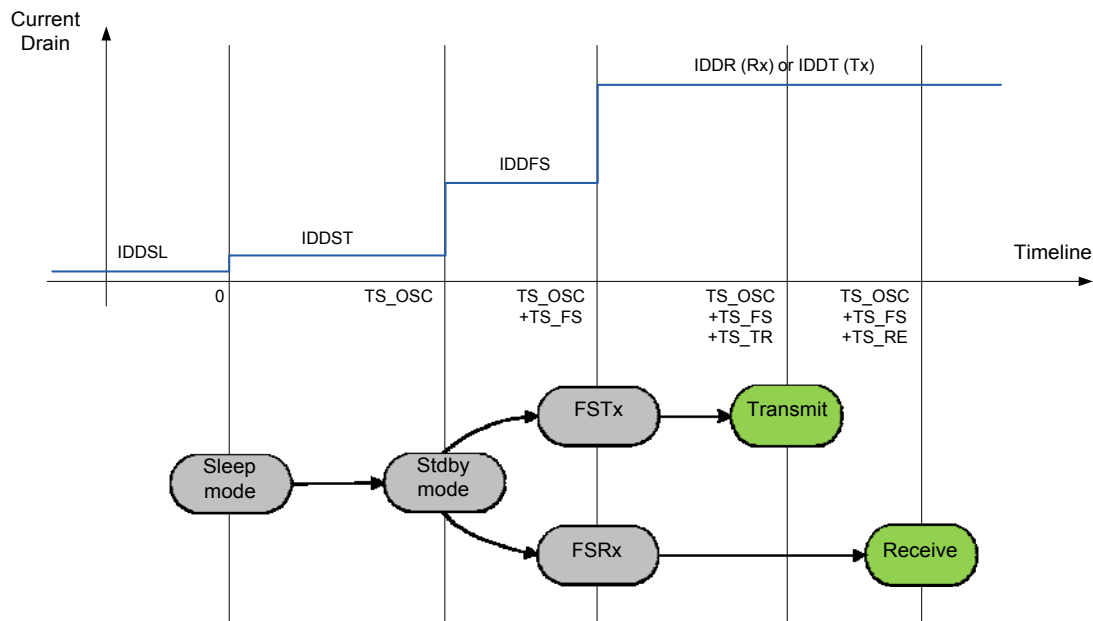 Current
Drain
IDDR (Rx) or IDDT (Tx)
IDDFS
IDDST
IDDSL
Timeline
0
TS_OSC
TS_OSC
+TS_FS
TS_OSC
+TS_FS
+TS_TR
TS_OSC
+TS_FS
+TS_RE
FSTx
Transmit
Sleep
mode
Stdby
mode
FSRx
Receive